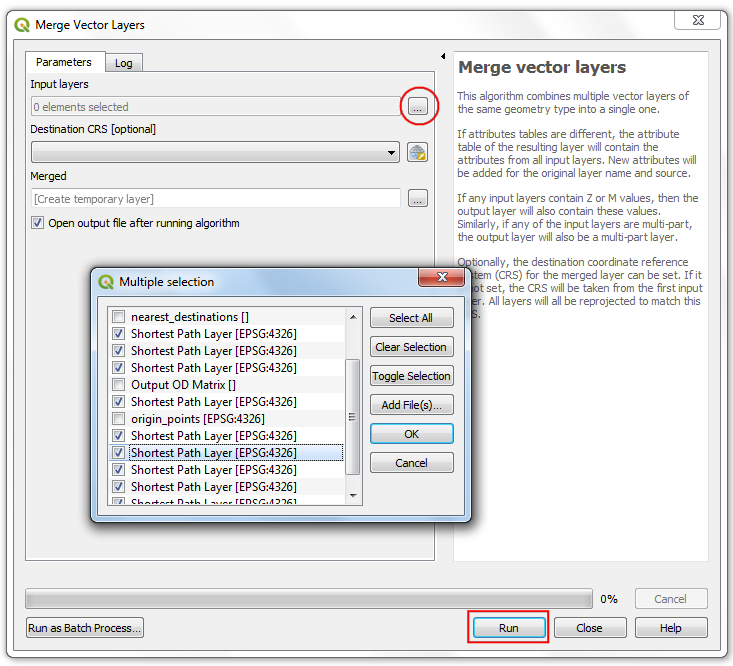 Merge Vector Layers
Parameters
Log
Input layers
0 elements selected
...
Destination CRS [optional]
Merged
[Create temporary layer]
...
Open output file after running algorithm
Merge vector layers
This algorithm combines multiple vector layers of
the same geometry type into a single one.
If attributes tables are different, the attribute
table of the resulting layer will contain the
attributes from all input layers. New attributes will
be added for the original layer name and source.
If any input layers contain Z or M values, then the
output layer will also contain these values.
Similarly, if any of the input layers are multi-part,
the output layer will also be a multi-part layer.
Optionally, the destination coordinate reference
(CRS) for the merged layer can be set. If it
set, the CRS will be taken from the first input
All layers will all be reprojected to match this
Multiple selection
nearest_destinations []
Shortest Path Layer [EPSG:4326]
Shortest Path Layer [EPSG:4326]
Shortest Path Layer [EPSG:4326]
Output OD Matrix []
Shortest Path Layer [EPSG:4326]
origin_points [EPSG:4326]
Shortest Path Layer [EPSG:4326]
Shortest Path Layer [EPSG:4326]
Shortest Path Layer [EPSG:4326]
Shortest Path Layer [EPSG:4326]
Shortest Path Layer [EPSG:4326]
Select All
Clear Selection
Toggle Selection
Add File(s)...
OK
Cancel
0%
Cancel
Run as Batch Process...
Run
Close
Help